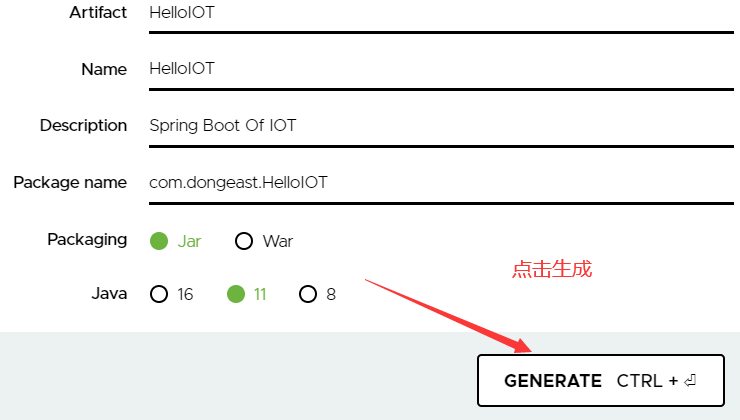 Artifact HelloIOT
Name HelloIOT
Description Spring Boot Of IOT
Package name com.dongeast.HelloIOT
Packaging Jar War
Java 16 11 8
点击生成
GENERATE CTRL + ⏎